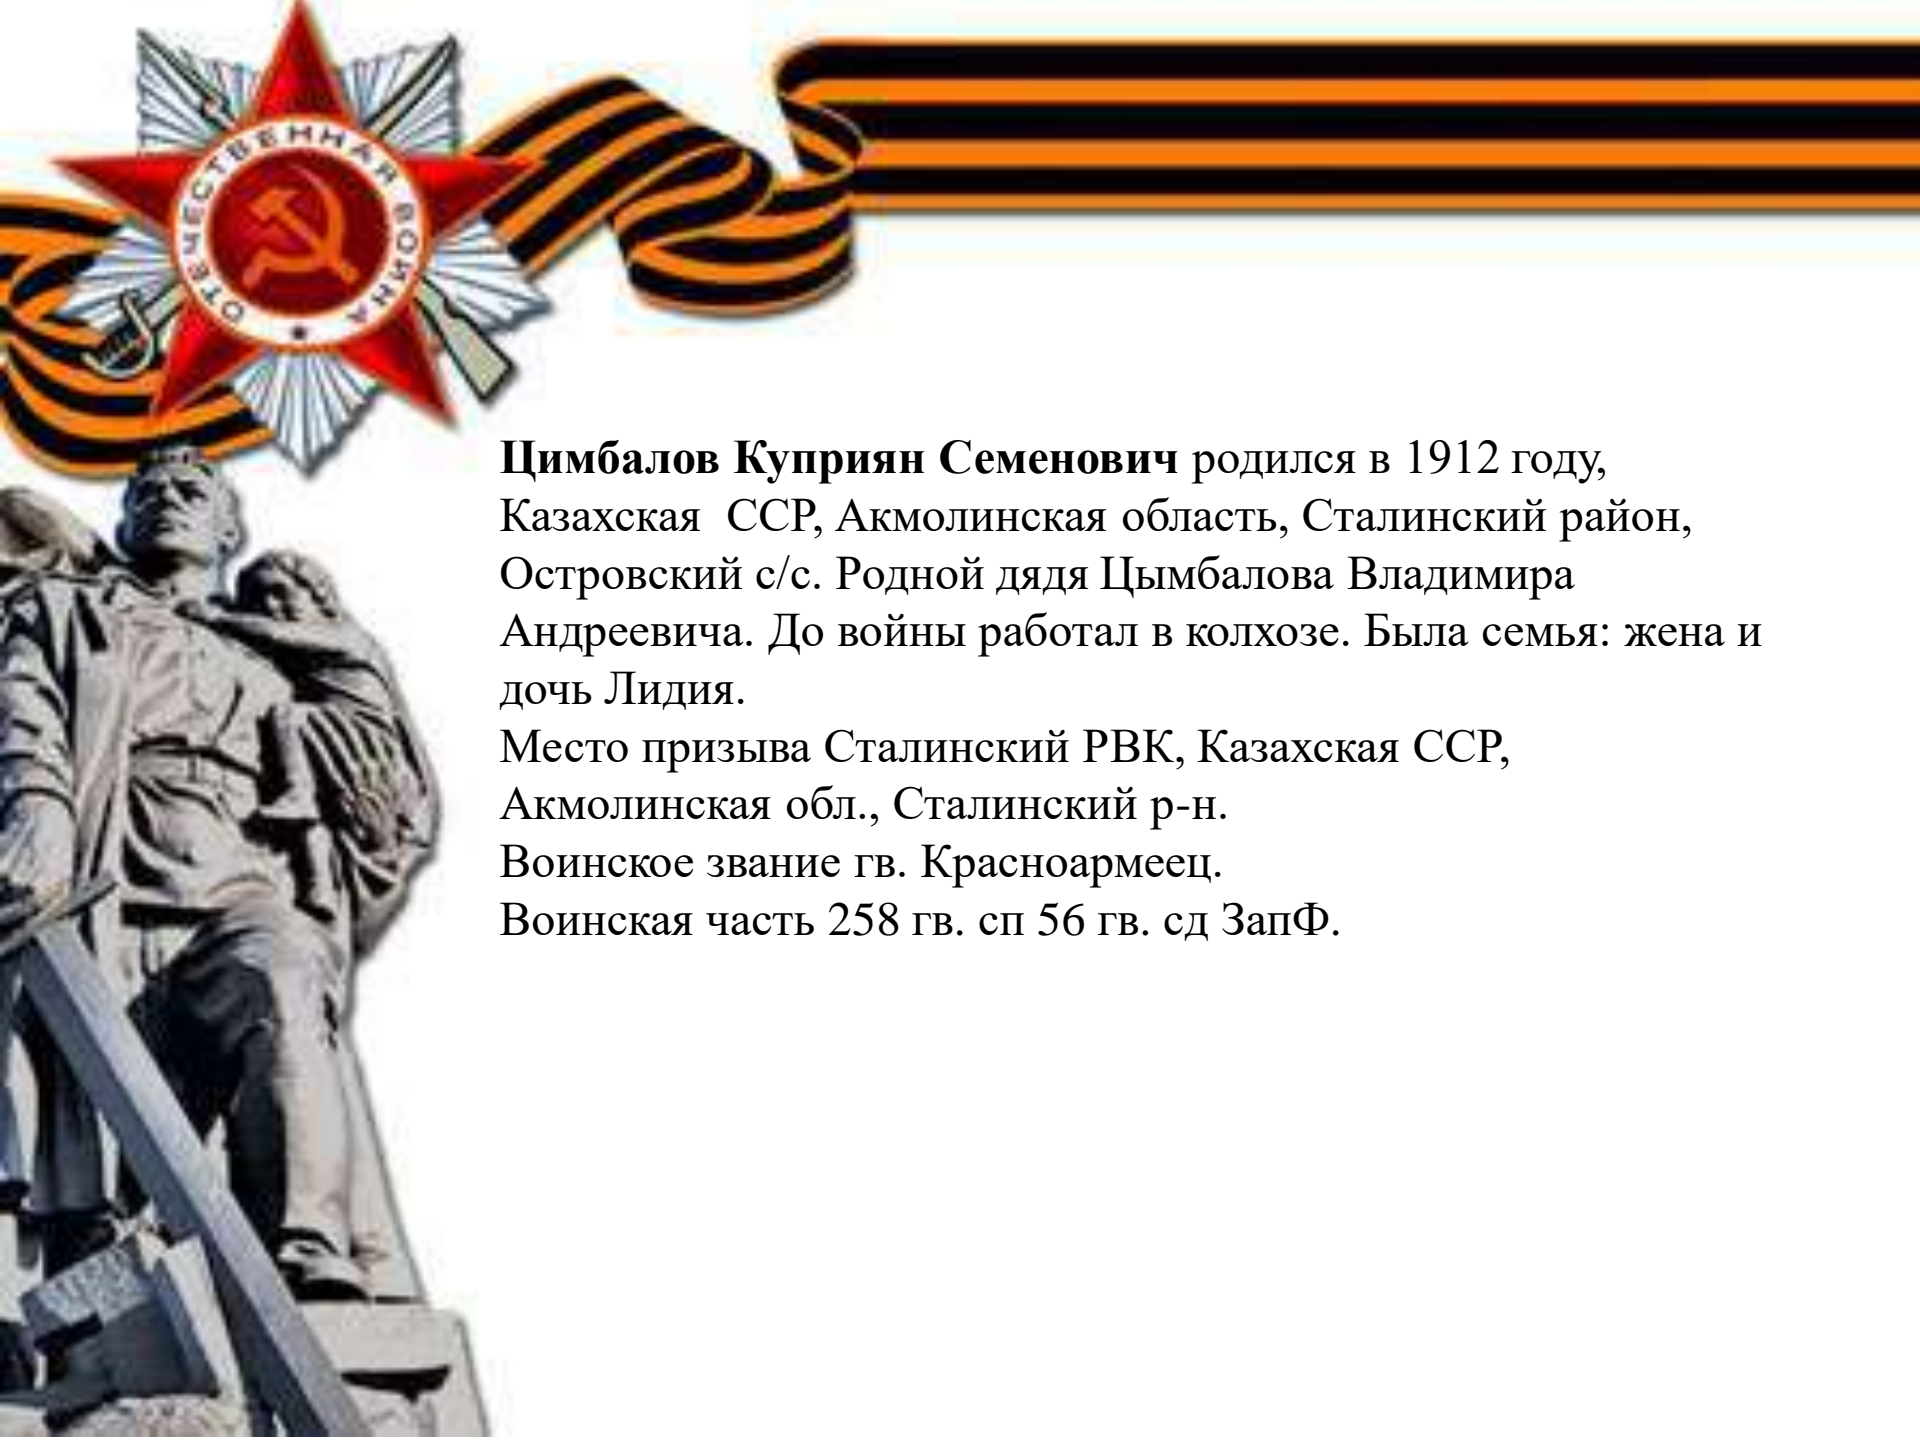 ОТЕЧЕСТВЕННАЯ ВОЙНА
Цимбалов Куприян Семенович родился в 1912 году,
Казахская  ССР, Акмолинская область, Сталинский район,
Островский с/с. Родной дядя Цымбалова Владимира
Андреевича. До войны работал в колхозе. Была семья: жена и
дочь Лидия.
Место призыва Сталинский РВК, Казахская ССР,
Акмолинская обл., Сталинский р-н.
Воинское звание гв. Красноармеец.
Воинская часть 258 гв. сп 56 гв. сд ЗапФ.